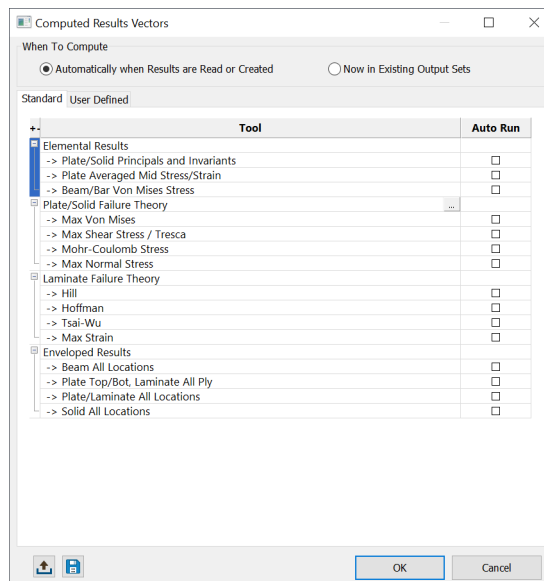 Computed Results Vectors
When To Compute
Automatically when Results are Read or Created Now in Existing Output Sets
Standard User Defined
+- Tool Auto Run
Elemental Results
-> Plate/Solid Principals and Invariants
-> Plate Averaged Mid Stress/Strain
-> Beam/Bar Von Mises Stress
Plate/Solid Failure Theory ...
-> Max Von Mises
-> Max Shear Stress / Tresca
-> Mohr-Coulomb Stress
-> Max Normal Stress
Laminate Failure Theory
-> Hill
-> Hoffman
-> Tsai-Wu
-> Max Strain
Enveloped Results
-> Beam All Locations
-> Plate Top/Bot, Laminate All Ply
-> Plate/Laminate All Locations
-> Solid All Locations
OK Cancel